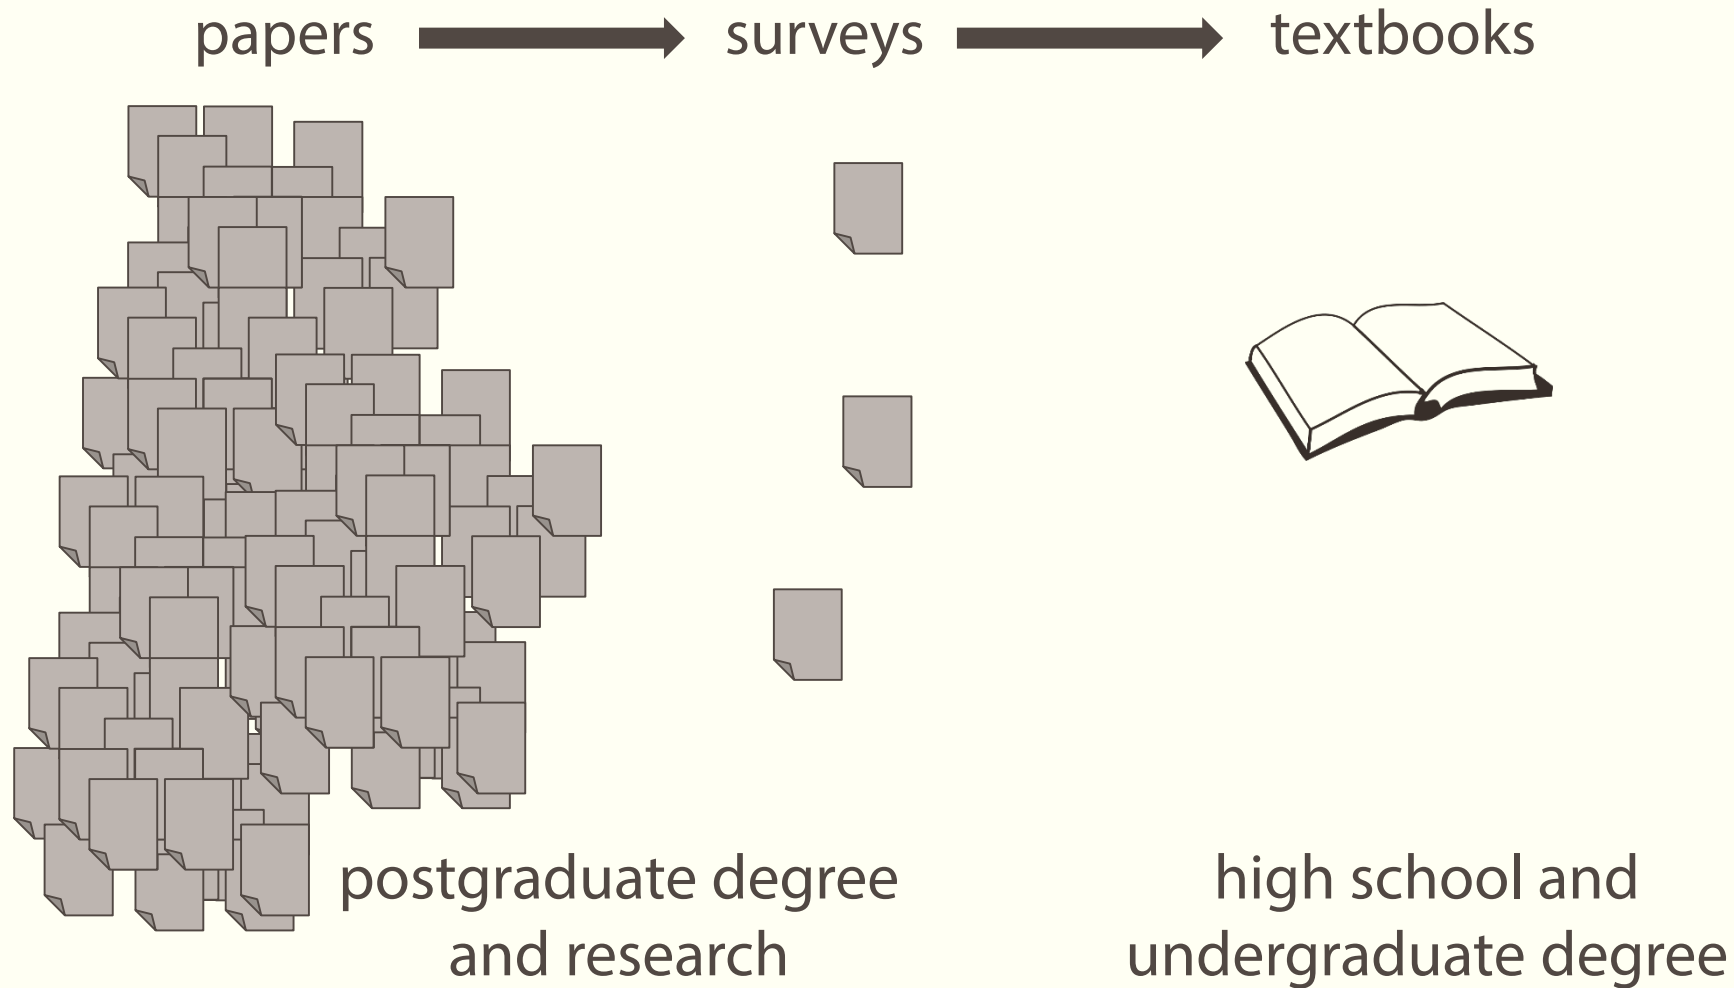 papers
surveys
textbooks
postgraduate degree
and research
high school and
undergraduate degree